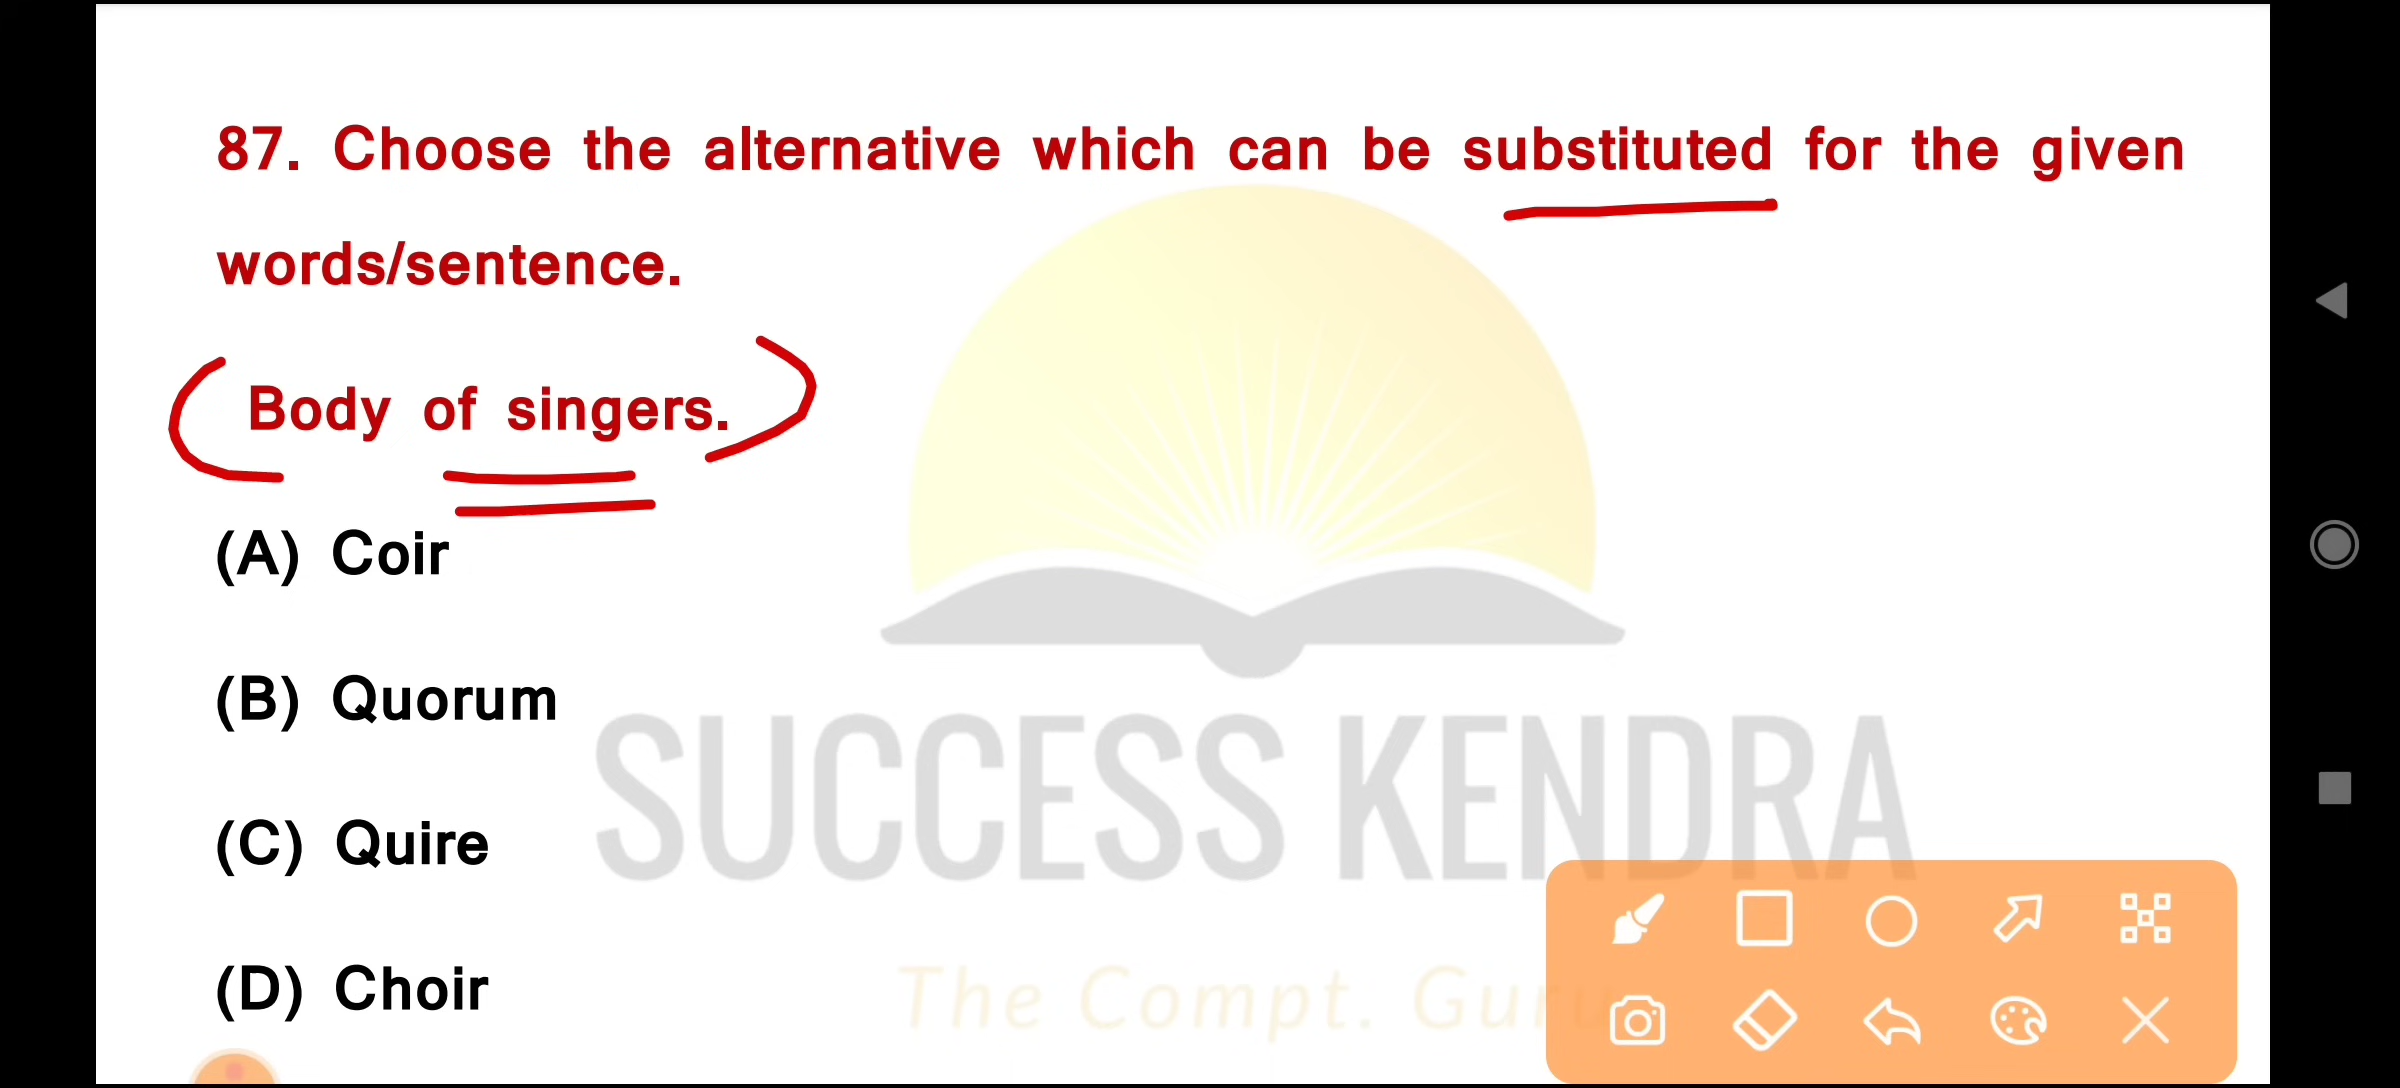 87. Choose the alternative which can be substituted for the given
words/sentence.
Body of singers.
(A) Coir
(B) Quorum
(C) Quire
(D) Choir
SUCCESS KENDRA
The Compt. Guru